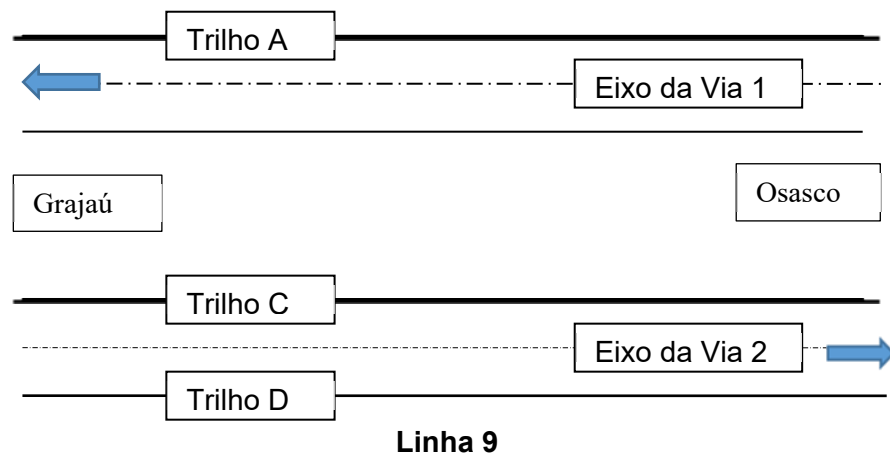 Trilho A
Eixo da Via 1
Grajaú
Osasco
Trilho C
Eixo da Via 2
Trilho D
Linha 9